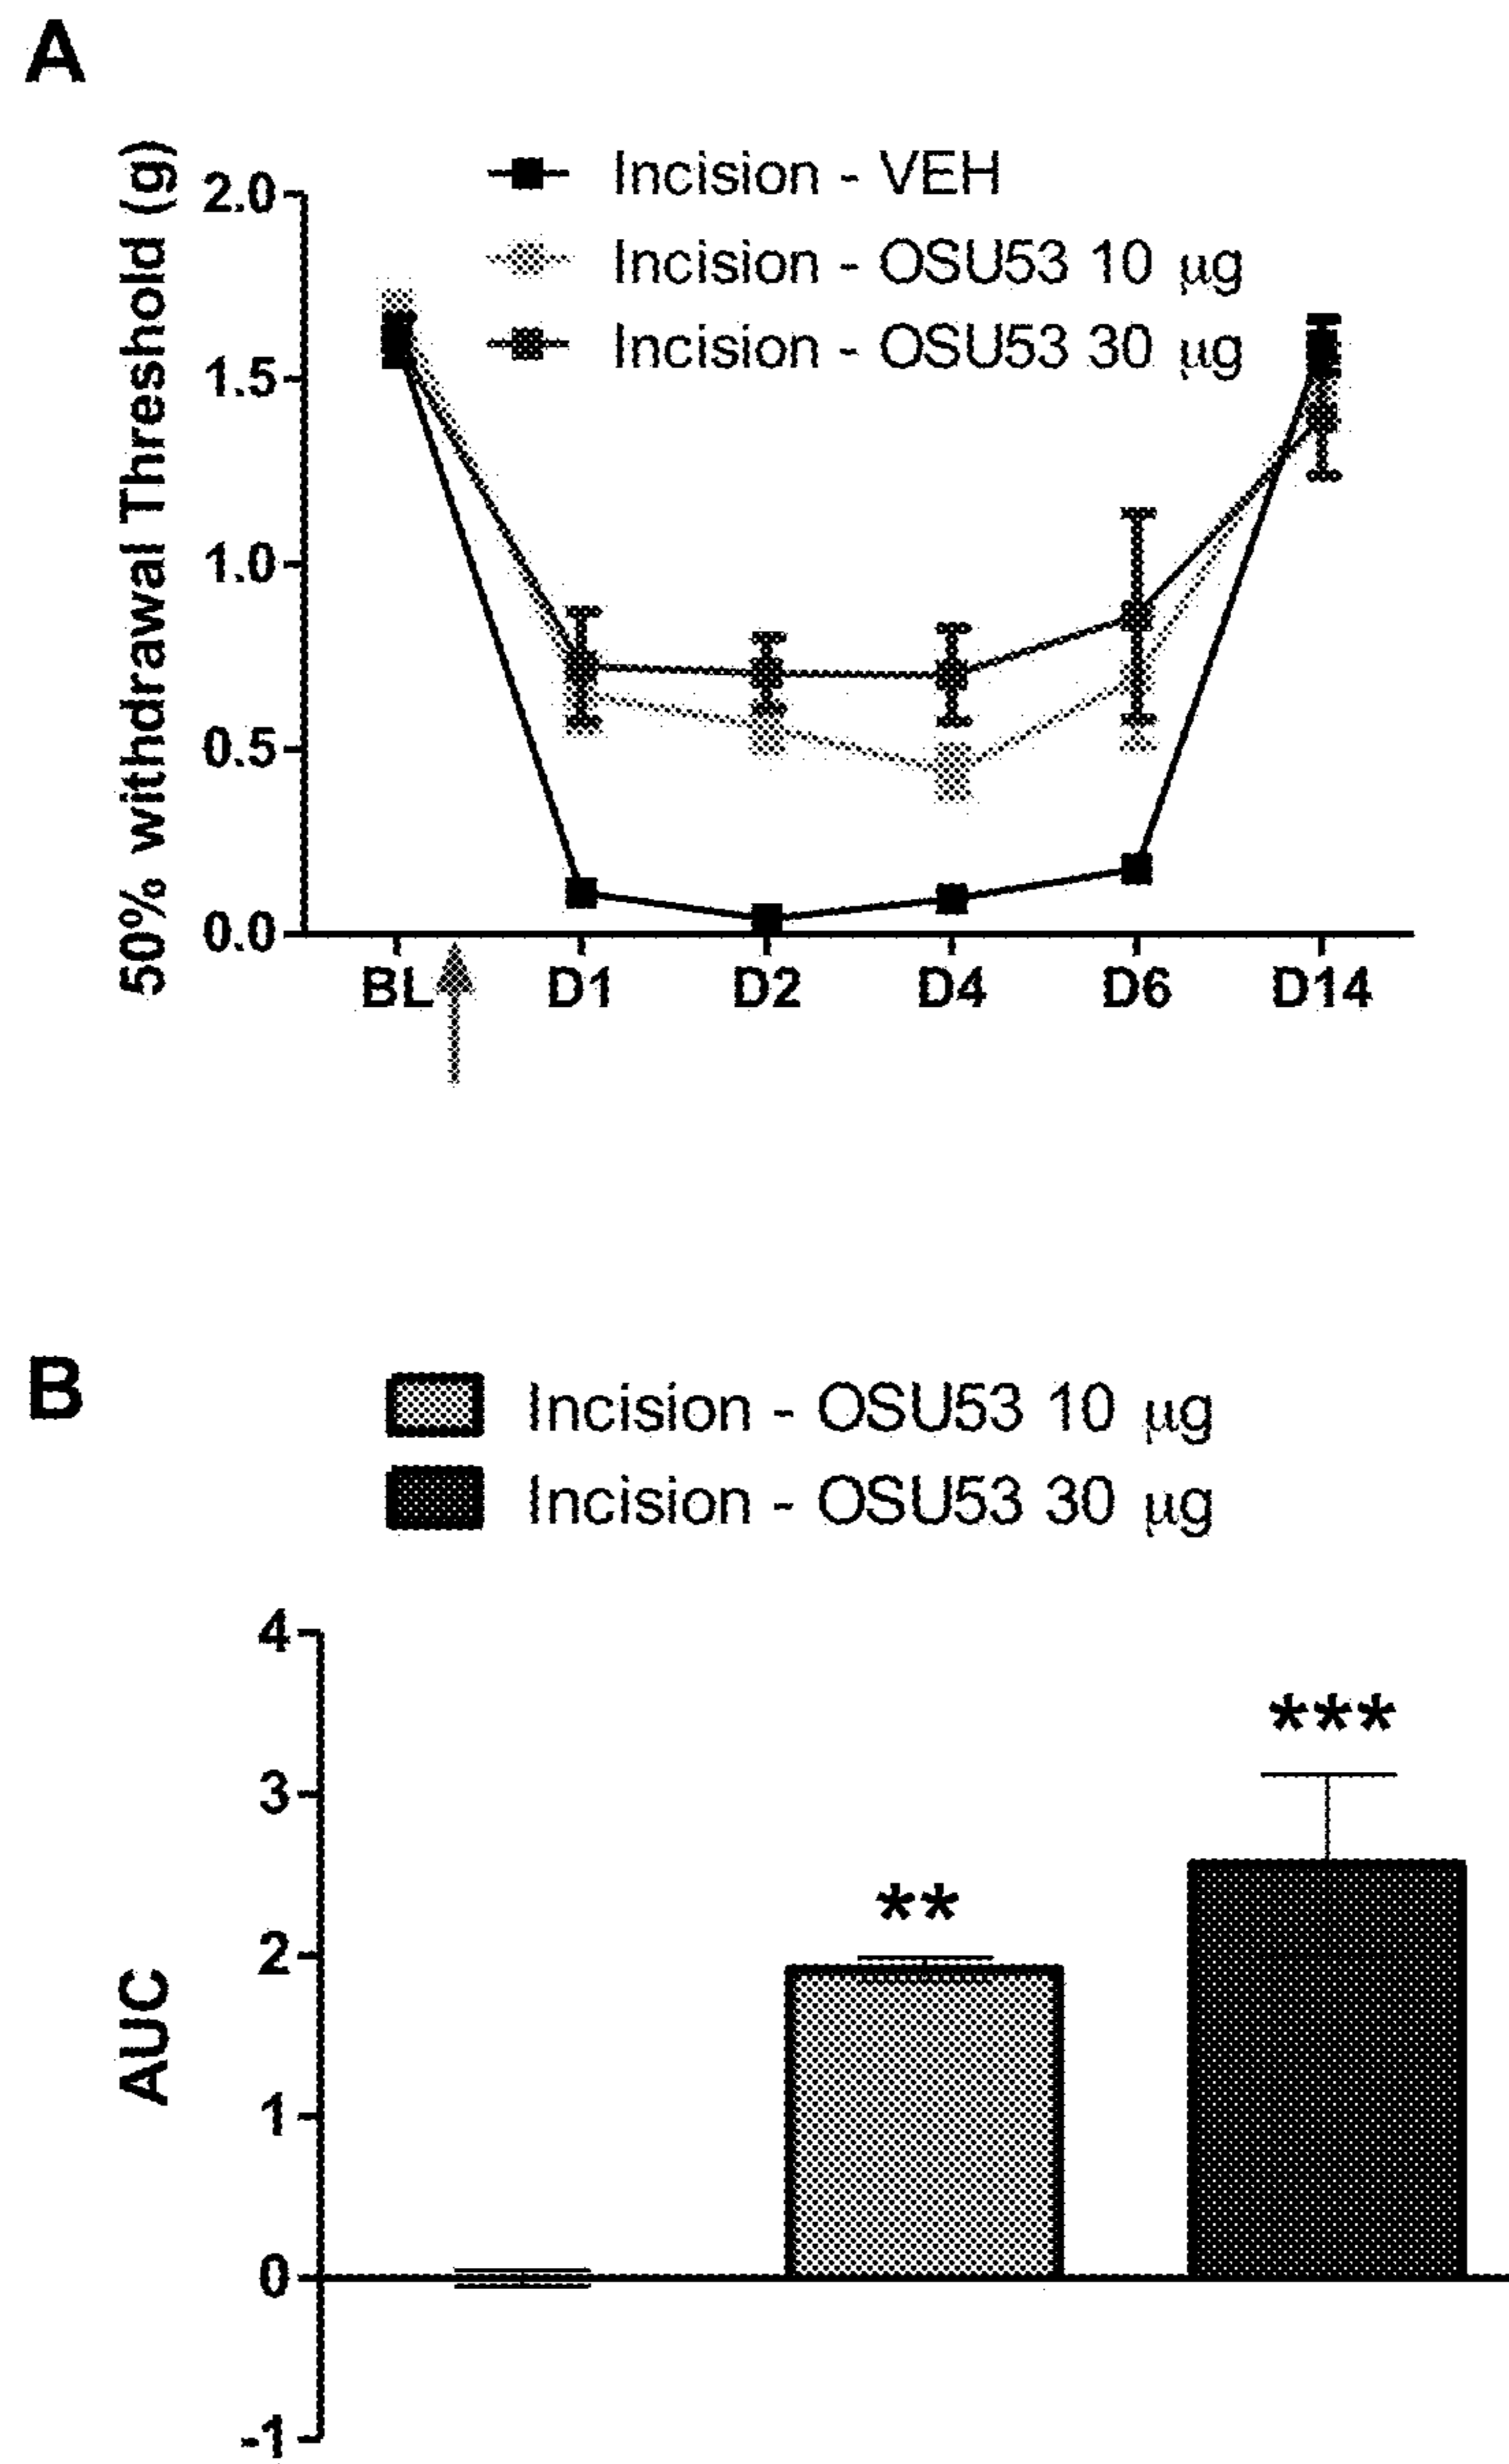 A
50% withdrawal Threshold (g)
2.0
1.5
1.0
0.5
0.0
Incision - VEH
Incision - OSU53 10 µg
Incision - OSU53 30 µg
BL D1 D2 D4 D6 D14
B
Incision - OSU53 10 µg
Incision - OSU53 30 µg
AUC
4
3
2
1
0
-1
**
***